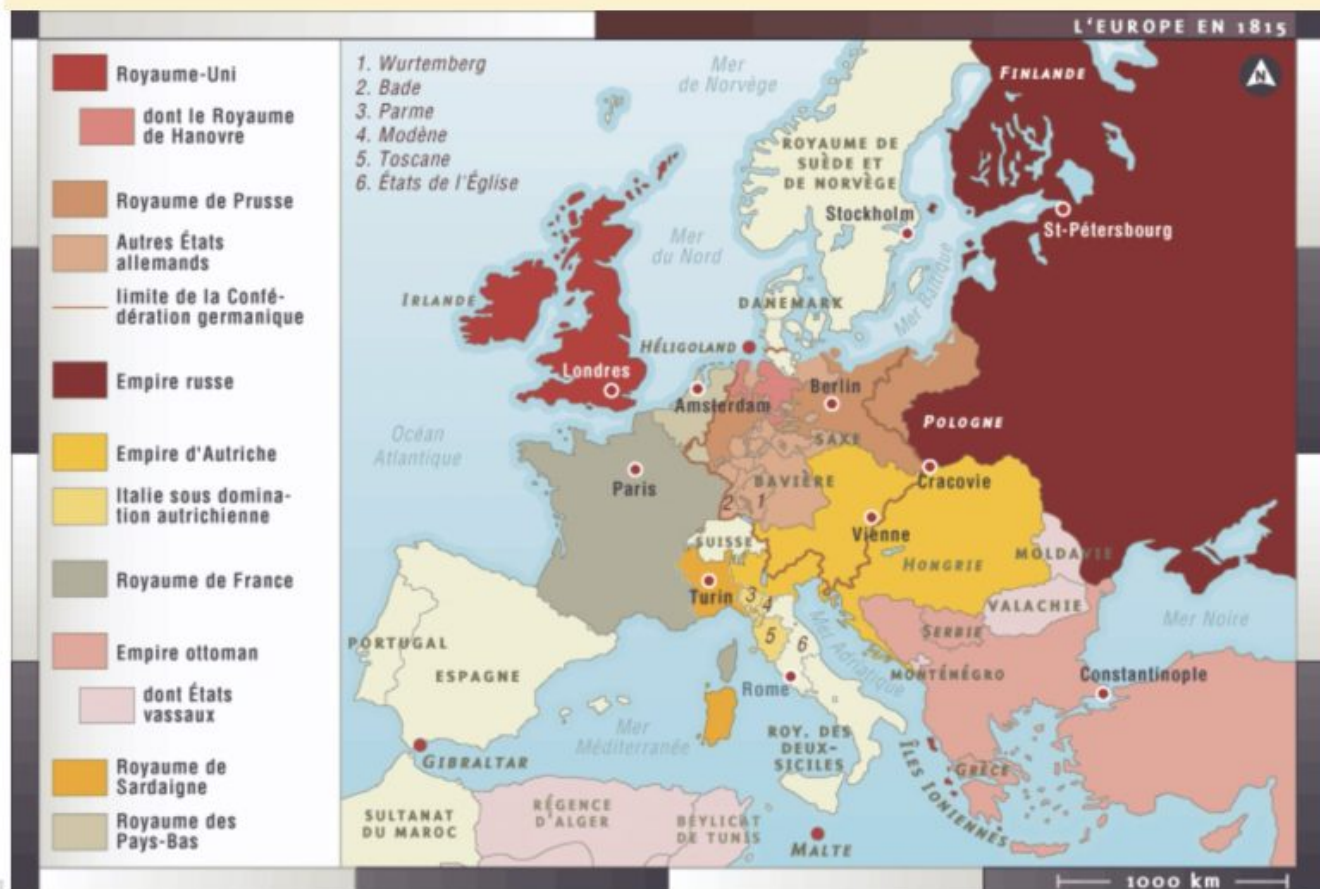 L'EUROPE EN 1815
Royaume-Uni
dont le Royaume
de Hanovre
Royaume de Prusse
Autres États
allemands
limite de la Confé-
dération germanique
Empire russe
Empire d'Autriche
Italie sous domina-
tion autrichienne
Royaume de France
Empire ottoman
dont États
vassaux
Royaume de
Sardaigne
Royaume des
Pays-Bas
1. Wurtemberg
2. Bade
3. Parme
4. Modène
5. Toscane
6. États de l'Église
Mer
de Norvège
FINLANDE
N
ROYAUME DE
SUÈDE ET
DE NORVÈGE
Stockholm
St-Pétersbourg
Mer
du Nord
Mer Baltique
IRLANDE
DANEMARK
HÉLIGOLAND
Londres
Amsterdam
Berlin
POLOGNE
Océan
Atlantique
SAXE
Paris
BAVIÈRE
Cracovie
2
1
Vienne
SUISSE
HONGRIE
MOLDAVIE
Turin
3
4
VALACHIE
Mer Noire
5
6
Mer Adriatique
SERBIE
PORTUGAL
ESPAGNE
MONTÉNÉGRO
Constantinople
Rome
Mer
Méditerranée
ROY. DES
DEUX-
SICILES
GIBRALTAR
ÎLES IONIENNES
GRÈCE
SULTANAT
DU MAROC
RÉGENCE
D'ALGER
BEYLICAT
DE TUNIS
MALTE
1000 km